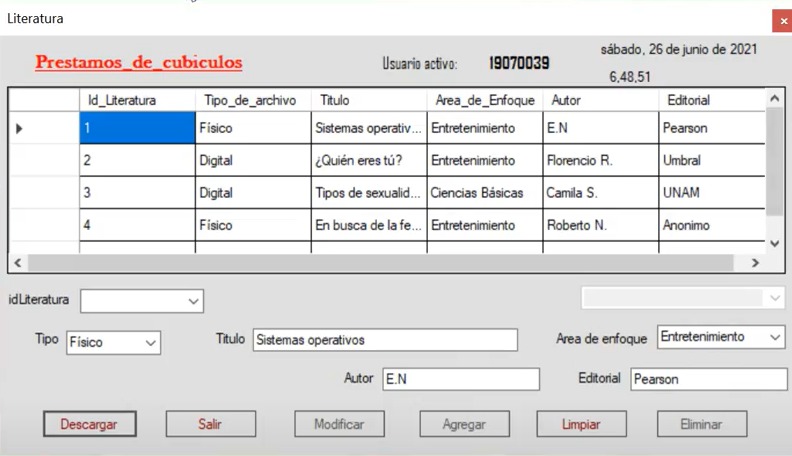 Literatura
Prestamos_de_cubiculos Usuario activo: 19070039 sábado, 26 de junio de 2021
6,48,51
Id_Literatura Tipo_de_archivo Titulo Area_de_Enfoque Autor Editorial
1 Físico Sistemas operativ... Entretenimiento E.N Pearson
2 Digital ¿Quién eres tú? Entretenimiento Florencio R. Umbral
3 Digital Tipos de sexualid... Ciencias Básicas Camila S. UNAM
4 Físico En busca de la fe... Entretenimiento Roberto N. Anonimo
idLiteratura
Tipo Físico Titulo Sistemas operativos Area de enfoque Entretenimiento
Autor E.N Editorial Pearson
Descargar Salir Modificar Agregar Limpiar Eliminar